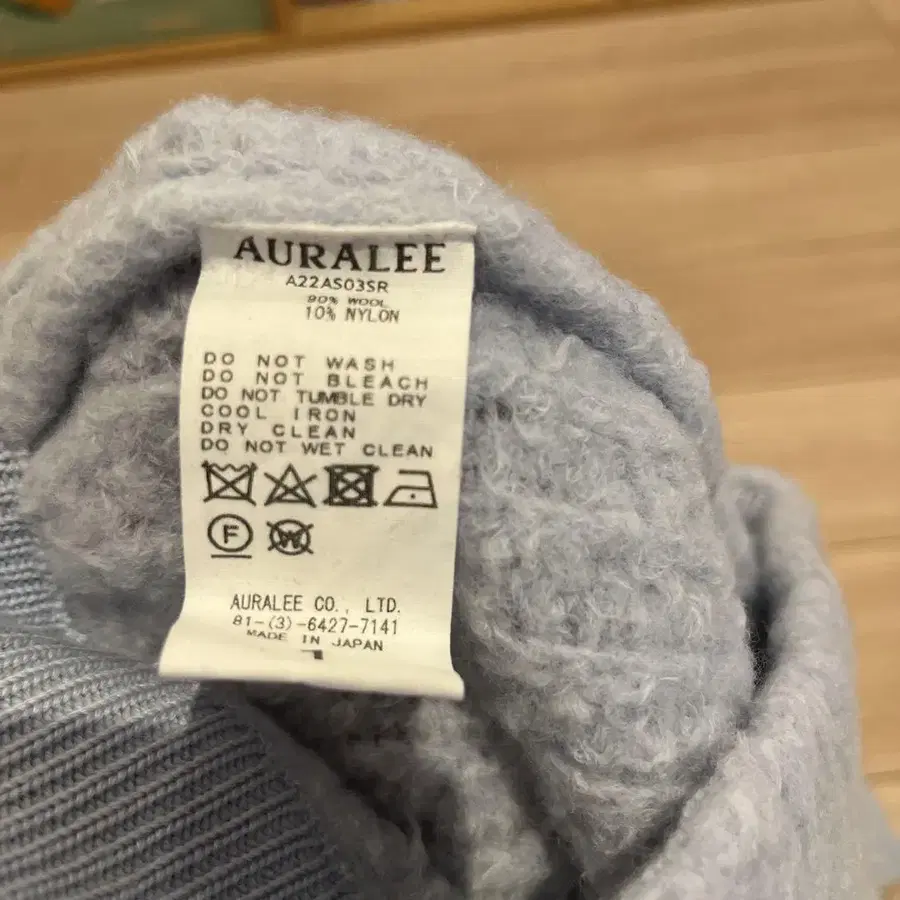 AURALEE
A22AS03SR
90% WOOL
10% NYLON
DO NOT WASH
DO NOT BLEACH
DO NOT TUMBLE DRY
COOL IRON
DRY CLEAN
DO NOT WET CLEAN
F W
AURALEE CO., LTD.
81-(3)-6427-7141
MADE IN JAPAN